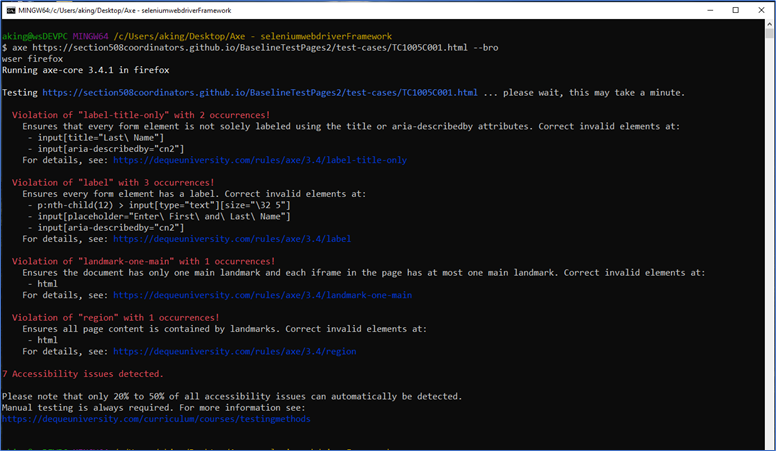 MINGW64:/c/Users/aking/Desktop/Axe - seleniumwebdriverFramework
aking@wsDEVPC MINGW64 /c/Users/aking/Desktop/Axe - seleniumwebdriverFramework
$ axe https://section508coordinators.github.io/BaselineTestPages2/test-cases/TC1005C001.html --bro
wser firefox
Running axe-core 3.4.1 in firefox
Testing https://section508coordinators.github.io/BaselineTestPages2/test-cases/TC1005C001.html ... please wait, this may take a minute.
Violation of "label-title-only" with 2 occurrences!
Ensures that every form element is not solely labeled using the title or aria-describedby attributes. Correct invalid elements at:
- input[title="Last\ Name"]
- input[aria-describedby="cn2"]
For details, see: https://dequeuniversity.com/rules/axe/3.4/label-title-only
Violation of "label" with 3 occurrences!
Ensures every form element has a label. Correct invalid elements at:
- p:nth-child(12) > input[type="text"][size="\32 5"]
- input[placeholder="Enter\ First\ and\ Last\ Name"]
- input[aria-describedby="cn2"]
For details, see: https://dequeuniversity.com/rules/axe/3.4/label
Violation of "landmark-one-main" with 1 occurrences!
Ensures the document has only one main landmark and each iframe in the page has at most one main landmark. Correct invalid elements at:
- html
For details, see: https://dequeuniversity.com/rules/axe/3.4/landmark-one-main
Violation of "region" with 1 occurrences!
Ensures all page content is contained by landmarks. Correct invalid elements at:
- html
For details, see: https://dequeuniversity.com/rules/axe/3.4/region
7 Accessibility issues detected.
Please note that only 20% to 50% of all accessibility issues can automatically be detected.
Manual testing is always required. For more information see:
https://dequeuniversity.com/curriculum/courses/testingmethods